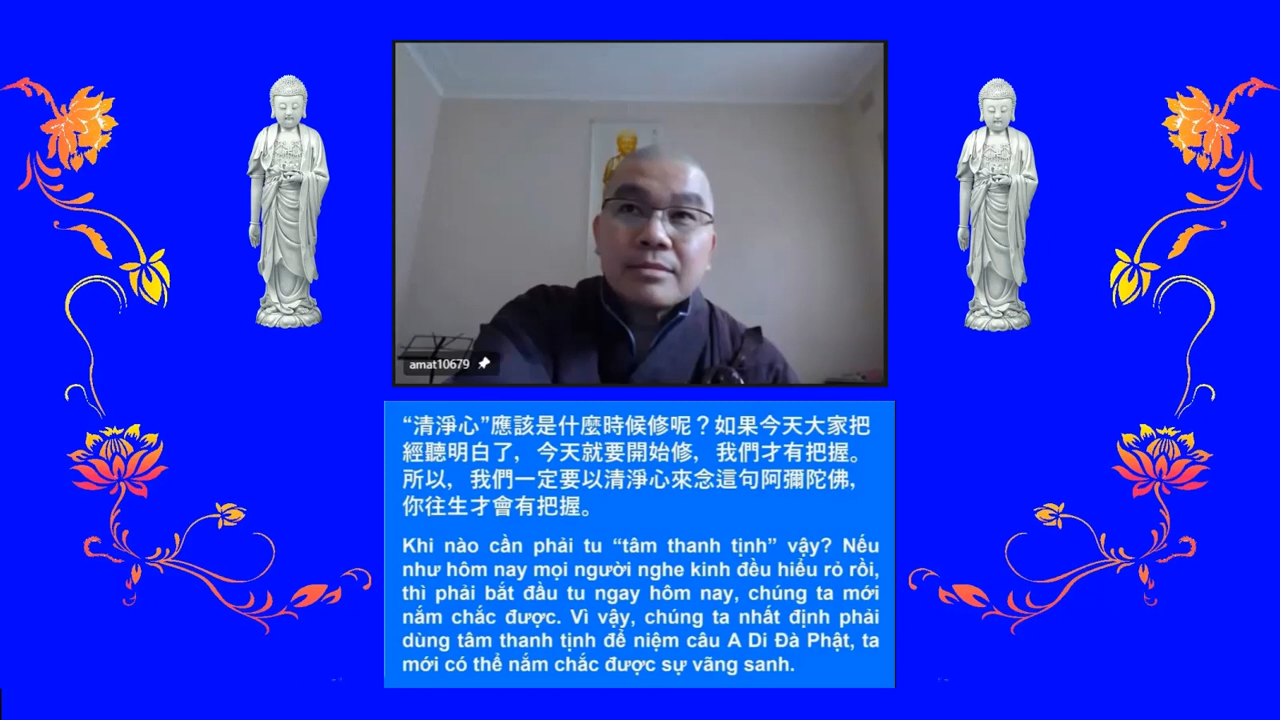 amat10679
“清淨心”應該是什麼時候修呢？如果今天大家把
經聽明白了，今天就要開始修，我們才有把握。
所以，我們一定要以清淨心來念這句阿彌陀佛，
你往生才會有把握。
Khi nào cần phải tu “tâm thanh tịnh” vậy? Nếu
như hôm nay mọi người nghe kinh đều hiểu rõ rồi,
thì phải bắt đầu tu ngay hôm nay, chúng ta mới
nắm chắc được. Vì vậy, chúng ta nhất định phải
dùng tâm thanh tịnh để niệm câu A Di Đà Phật, ta
mới có thể nắm chắc được sự vãng sanh.